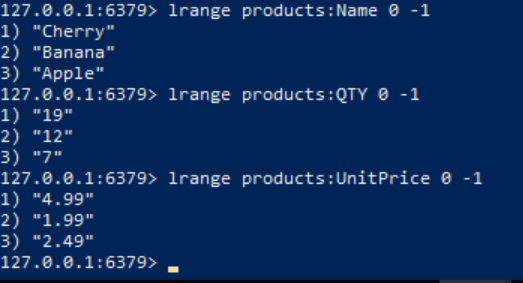 127.0.0.1:6379> lrange products:Name 0 -1
1) "Cherry"
2) "Banana"
3) "Apple"
127.0.0.1:6379> lrange products:QTY 0 -1
1) "19"
2) "12"
3) "7"
127.0.0.1:6379> lrange products:UnitPrice 0 -1
1) "4.99"
2) "1.99"
3) "2.49"
127.0.0.1:6379>